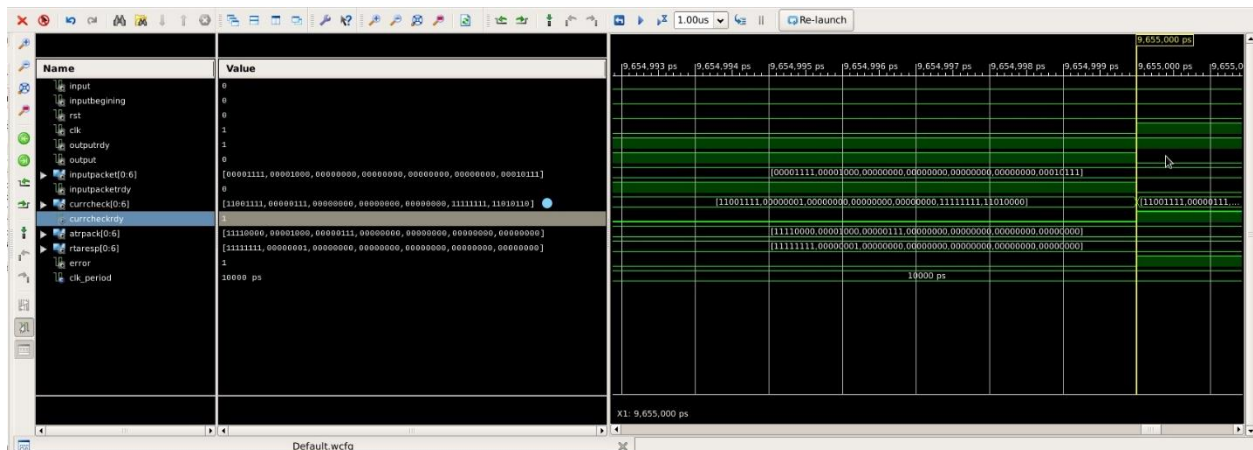 1.00us
Re-launch
9,655,000 ps
Name
Value
9,654,993 ps 9,654,994 ps 9,654,995 ps 9,654,996 ps 9,654,997 ps 9,654,998 ps 9,654,999 ps 9,655,000 ps 9,655,0
input 0
inputbegining 0
rst 0
clk 1
outputrdy 1
output 0
inputpacket[0:6] [00001111,00001000,00000000,00000000,00000000,00000000,00010111] [00001111,00001000,00000000,00000000,00000000,00000000,00010111]
inputpacketrdy 0
currcheck[0:6] [11001111,00000111,00000000,00000000,00000000,11111111,11010110] [11001111,00000001,00000000,00000000,00000000,11111111,11010000] [11001111,00000111,...
currcheckrdy 1
atrpack[0:6] [11110000,00001000,00000111,00000000,00000000,00000000,00000000] [11110000,00001000,00000111,00000000,00000000,00000000,00000000]
rtaresp[0:6] [11111111,00000001,00000000,00000000,00000000,00000000,00000000] [11111111,00000001,00000000,00000000,00000000,00000000,00000000]
error 1
clk_period 10000 ps 10000 ps
X1: 9,655,000 ps
Default.wcfg